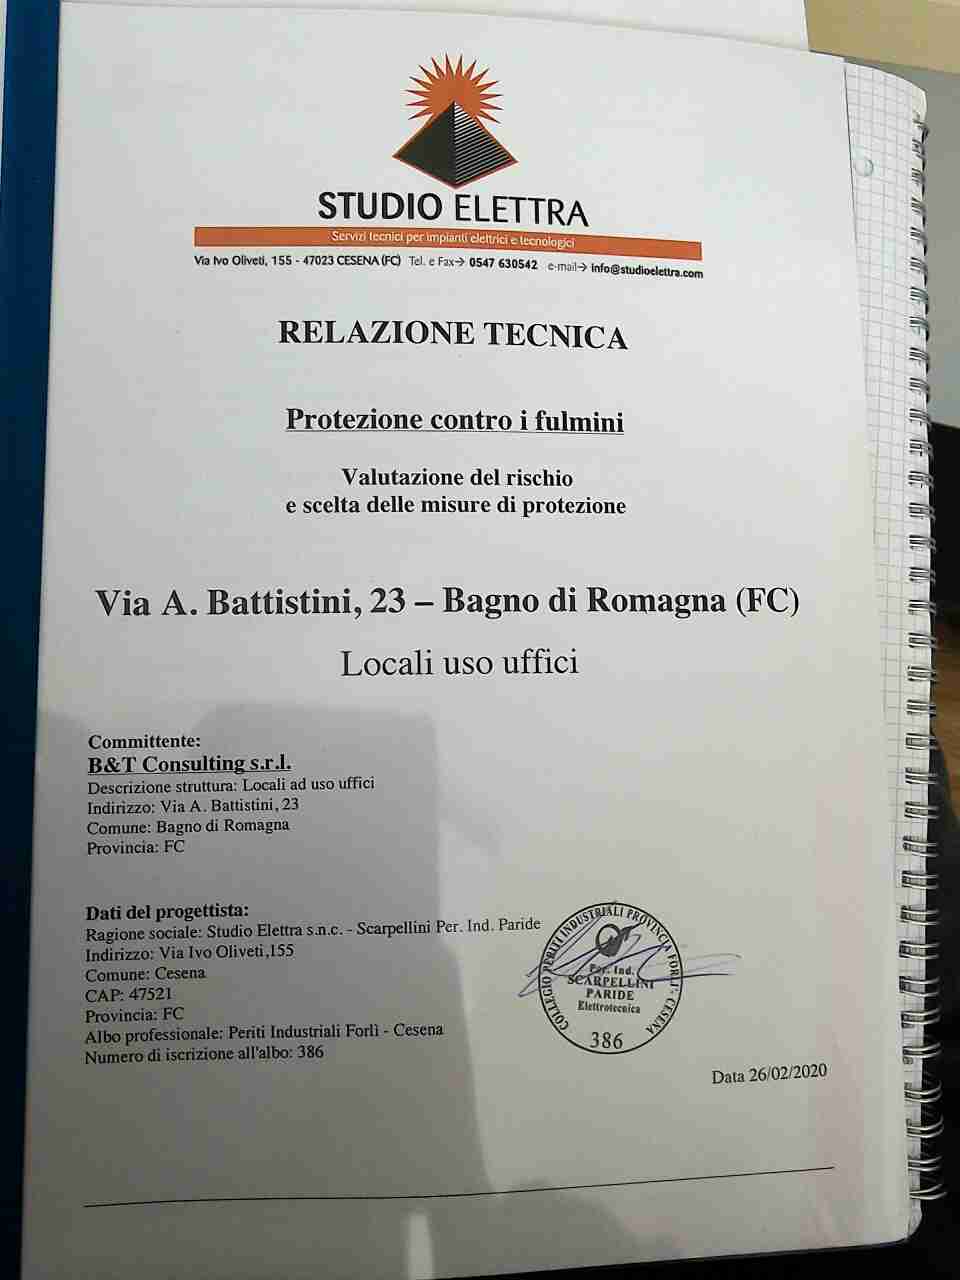 STUDIO ELETTRA
Servizi tecnici per impianti elettrici e tecnologici
Via Ivo Oliveti, 155 - 47023 CESENA (FC) Tel. e Fax→ 0547 630542 e-mail→ info@studioelettra.com
RELAZIONE TECNICA
Protezione contro i fulmini
Valutazione del rischio
e scelta delle misure di protezione
Via A. Battistini, 23 – Bagno di Romagna (FC)
Locali uso uffici
Committente:
B&T Consulting s.r.l.
Descrizione struttura: Locali ad uso uffici
Indirizzo: Via A. Battistini, 23
Comune: Bagno di Romagna
Provincia: FC
Dati del progettista:
Ragione sociale: Studio Elettra s.n.c. - Scarpellini Per. Ind. Paride
Indirizzo: Via Ivo Oliveti,155
Comune: Cesena
CAP: 47521
Provincia: FC
Albo professionale: Periti Industriali Forlì - Cesena
Numero di iscrizione all'albo: 386
COLLEGIO PERITI INDUSTRIALI PROVINCIA FORLI - CESENA
Per. Ind.
SCARPELLINI
PARIDE
Elettrotecnica
386
Data 26/02/2020